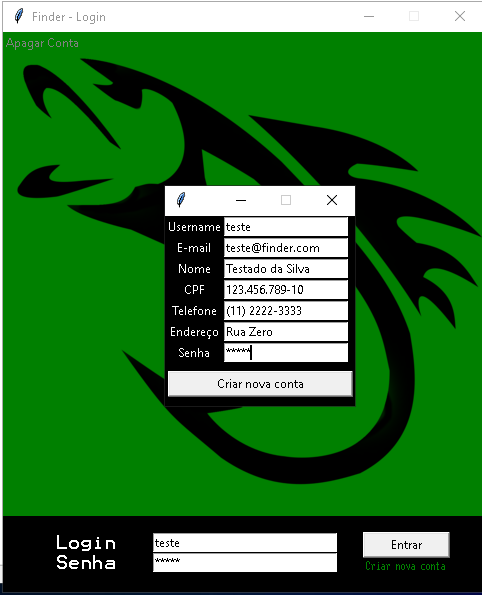 Finder - Login
Apagar Conta
Username teste
E-mail teste@finder.com
Nome Testado da Silva
CPF 123.456.789-10
Telefone (11) 2222-3333
Endereço Rua Zero
Senha *****
Criar nova conta
Login teste Entrar
Senha ***** Criar nova conta